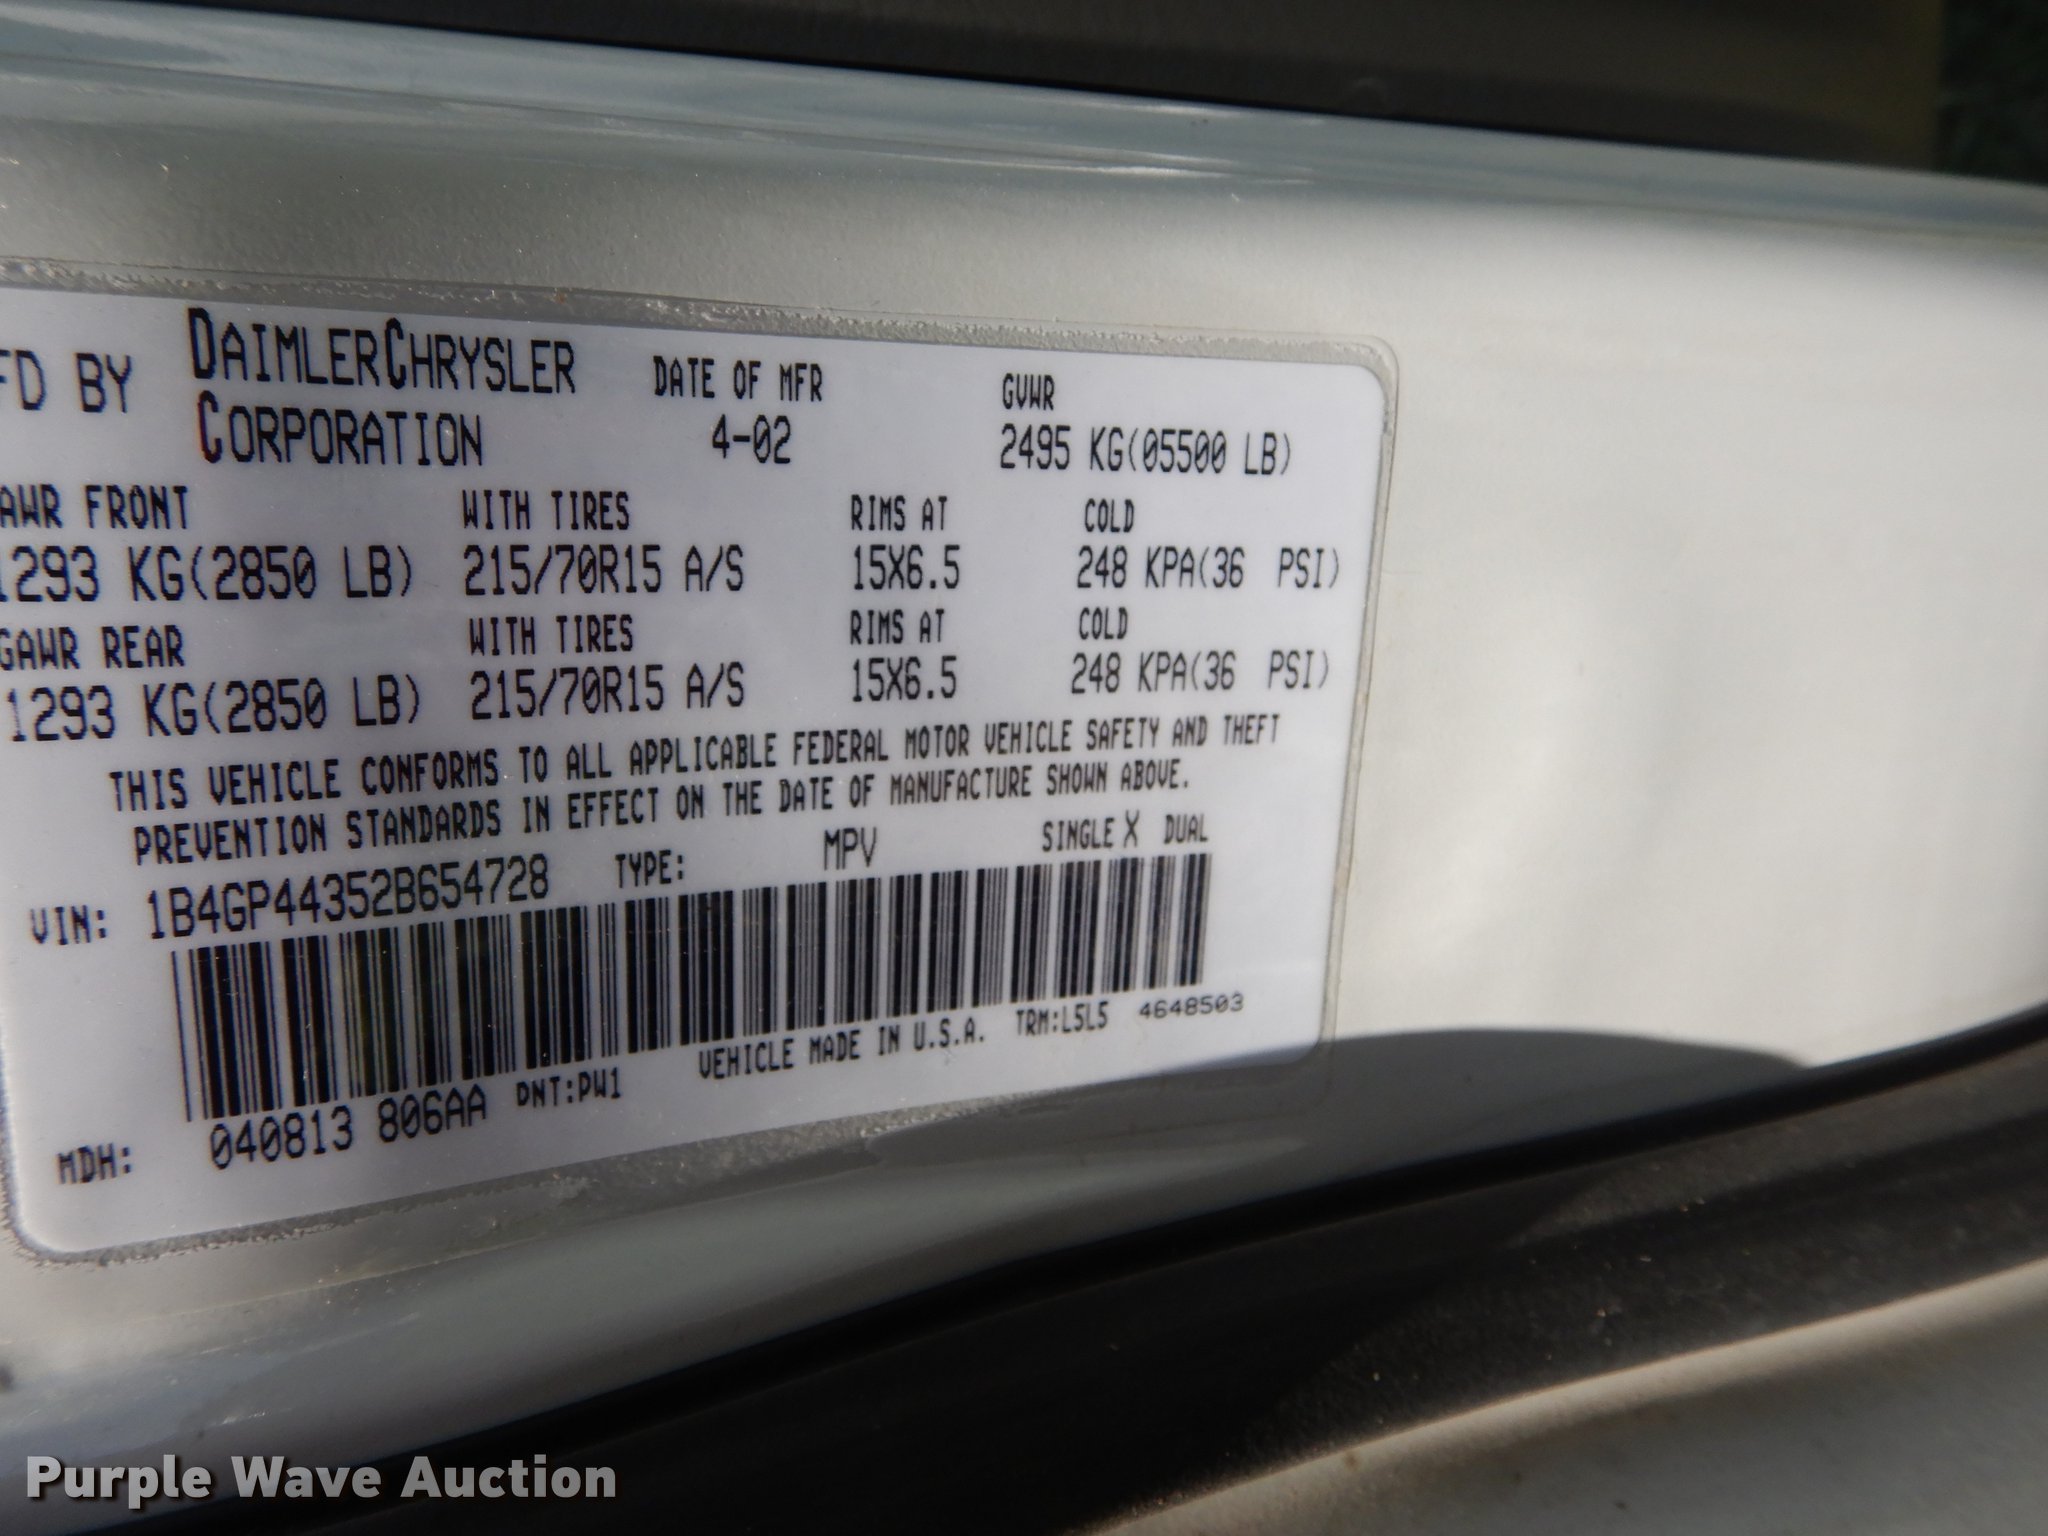 FD BY DAIMLERCHRYSLER CORPORATION DATE OF MFR 4-02 GVWR 2495 KG(05500 LB)
AWR FRONT WITH TIRES RIMS AT COLD
1293 KG(2850 LB) 215/70R15 A/S 15X6.5 248 KPA(36 PSI)
GAWR REAR WITH TIRES RIMS AT COLD
1293 KG(2850 LB) 215/70R15 A/S 15X6.5 248 KPA(36 PSI)
THIS VEHICLE CONFORMS TO ALL APPLICABLE FEDERAL MOTOR VEHICLE SAFETY AND THEFT
PREVENTION STANDARDS IN EFFECT ON THE DATE OF MANUFACTURE SHOWN ABOVE.
VIN: 1B4GP44352B654728 TYPE: MPV SINGLE X DUAL
MDH: 040813 806AA PNT:PW1 VEHICLE MADE IN U.S.A. TRM:L5L5 4648503
Purple Wave Auction